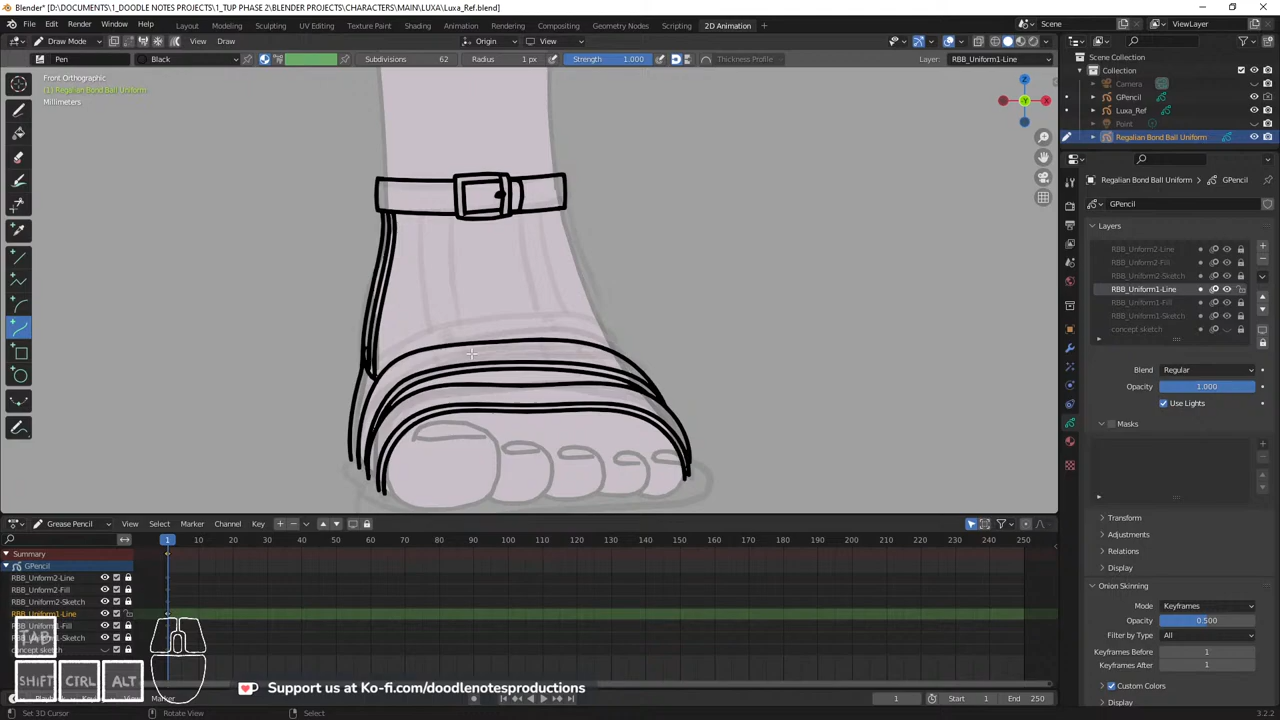 Blender* [D:\DOCUMENTS 1_DOODLE NOTES PROJECTS\1_TUP PHASE 2\BLENDER PROJECTS\CHARACTERS\MAIN\LUXA\Luxa_Ref.blend]
File Edit Render Window Help Layout Modeling Sculpting UV Editing Texture Paint Shading Animation Rendering Compositing Geometry Nodes Scripting 2D Animation Scene ViewLayer
Draw Mode View Draw Origin View
Pen Black Subdivisions 62 Radius 1 px Strength 1.000 Thickness Profile Layer: RBB_Uniform1-Line
Front Orthographic
(1) Regalian Bond Ball Uniform
Millimeters
Scene Collection
Collection
Camera
GPencil
Luxa_Ref
Point
Regalian Bond Ball Uniform
Regalian Bond Ball Uniform GPencil
GPencil
Layers
RBB_Uniform2-Line
RBB_Uniform2-Fill
RBB_Uniform2-Sketch
RBB_Uniform1-Line
RBB_Uniform1-Fill
RBB_Uniform1-Sketch
concept sketch
Blend Regular
Opacity 1.000
Use Lights
Masks
Transform
Adjustments
Relations
Display
Onion Skinning
Mode Keyframes
Opacity 0.500
Filter by Type All
Keyframes Before 1
Keyframes After 1
Custom Colors
Display
Grease Pencil View Select Marker Channel Key
1 10 20 30 40 50 60 70 80 90 100 110 120 130 140 150 160 170 180 190 200 210 220 230 240 250
Summary
GPencil
RBB_Uniform2-Line
RBB_Uniform2-Fill
RBB_Uniform2-Sketch
RBB_Uniform1-Line
TAB
SHIFT CTRL ALT
Support us at Ko-fi.com/doodlenotesproductions
Marker 1 Start 1 End 250
Set 3D Cursor Rotate View Select 3.2.2